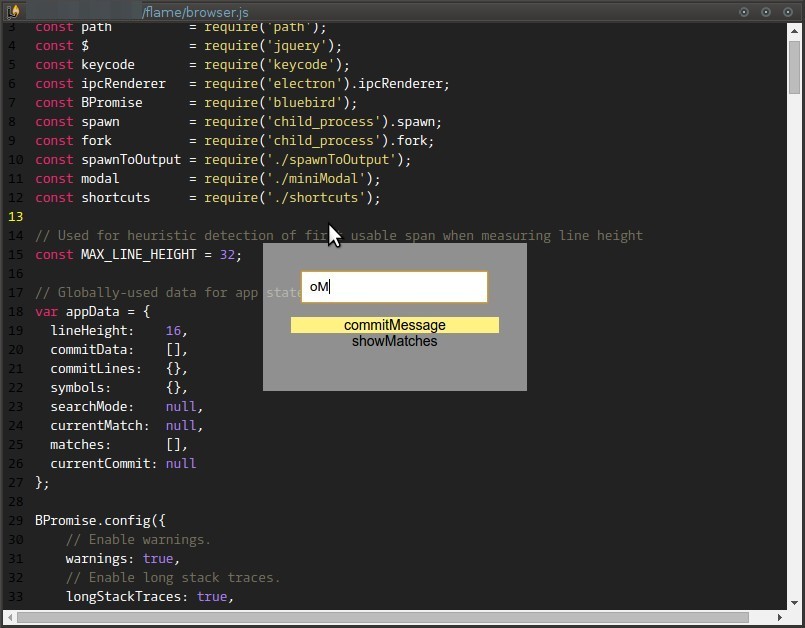 /flame/browser.js
3 const path = require('path');
4 const $ = require('jquery');
5 const keycode = require('keycode');
6 const ipcRenderer = require('electron').ipcRenderer;
7 const BPromise = require('bluebird');
8 const spawn = require('child_process').spawn;
9 const fork = require('child_process').fork;
10 const spawnToOutput = require('./spawnToOutput');
11 const modal = require('./miniModal');
12 const shortcuts = require('./shortcuts');
13
14 // Used for heuristic detection of first usable span when measuring line height
15 const MAX_LINE_HEIGHT = 32;
16
17 // Globally-used data for app state
18 var appData = {
19 lineHeight: 16,
20 commitData: [],
21 commitLines: {},
22 symbols: {},
23 searchMode: null,
24 currentMatch: null,
25 matches: [],
26 currentCommit: null
27 };
28
29 BPromise.config({
30 // Enable warnings.
31 warnings: true,
32 // Enable long stack traces.
33 longStackTraces: true,
oM
commitMessage
showMatches